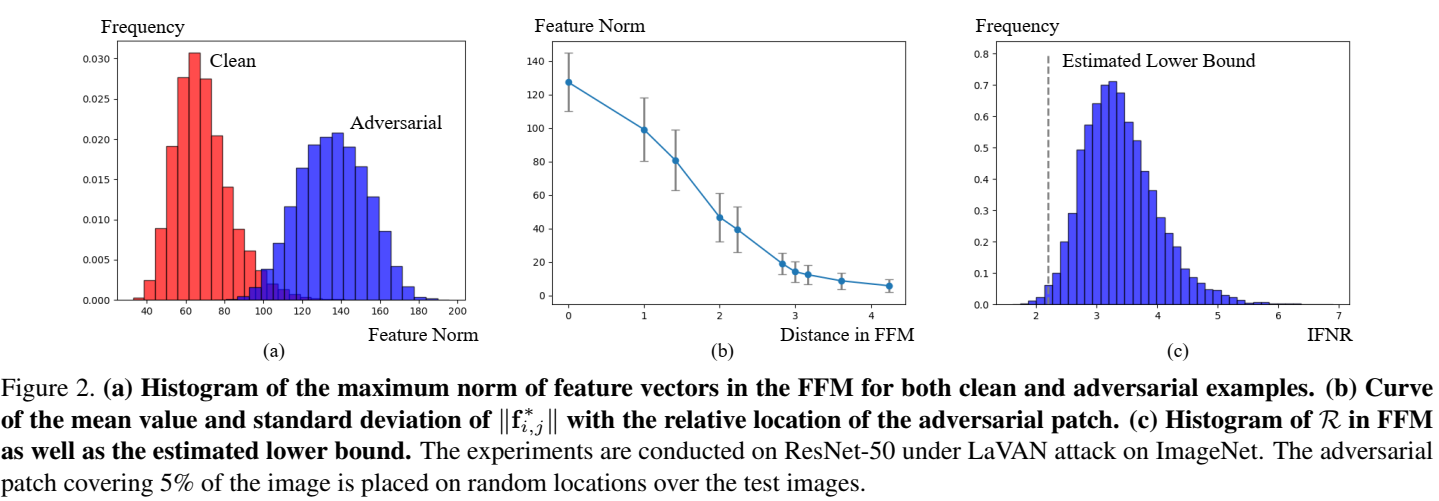 Frequency
Clean
Adversarial
0.030
0.025
0.020
0.015
0.010
0.005
0.000
40 60 80 100 120 140 160 180 200
Feature Norm
(a)
Feature Norm
140
120
100
80
60
40
20
0
0 1 2 3 4
Distance in FFM
(b)
Frequency
Estimated Lower Bound
0.8
0.7
0.6
0.5
0.4
0.3
0.2
0.1
0.0
2 3 4 5 6 7
IFNR
(c)
Figure 2. (a) Histogram of the maximum norm of feature vectors in the FFM for both clean and adversarial examples. (b) Curve
of the mean value and standard deviation of ‖f*i,j‖ with the relative location of the adversarial patch. (c) Histogram of ℛ in FFM
as well as the estimated lower bound. The experiments are conducted on ResNet-50 under LaVAN attack on ImageNet. The adversarial
patch covering 5% of the image is placed on random locations over the test images.